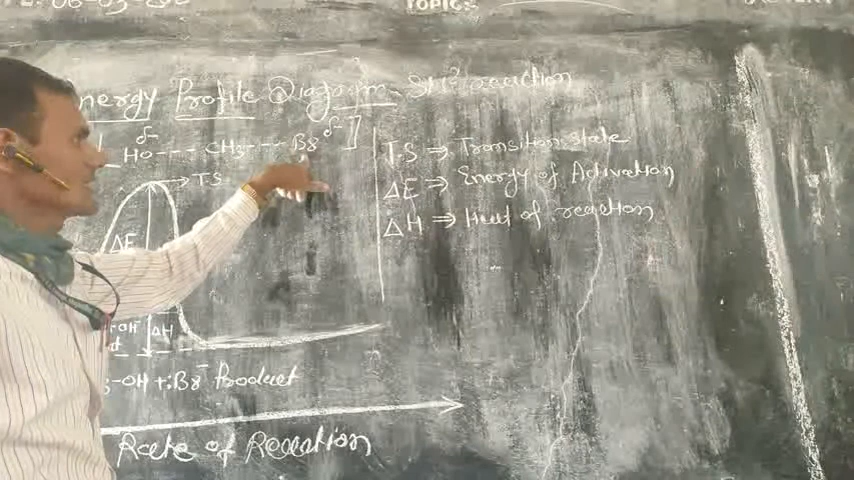 TOPIC:
Energy Profile Diagram - SN² reaction
HO --- CH3 --- Br
δ- δ-
T.S ⇒ Transition state
ΔE ⇒ Energy of Activation
ΔH ⇒ Heat of reaction
→ T.S
ΔE
OH ΔH
-OH + :Br⁻ Product
Rate of Reaction